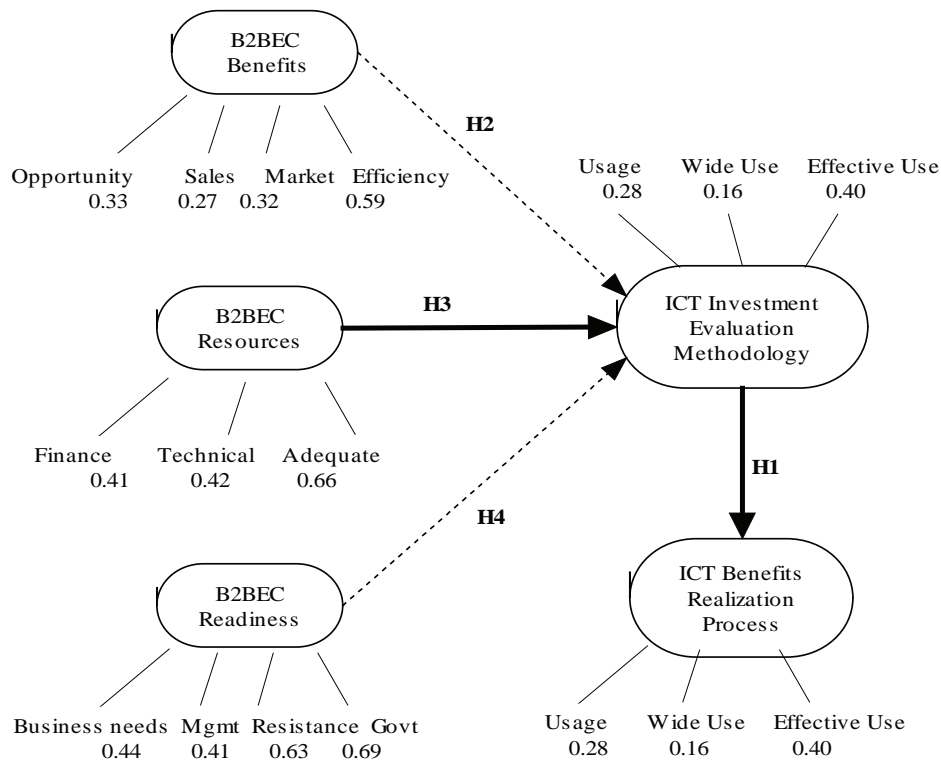 B2BEC
Benefits
H2
Opportunity Sales Market Efficiency
0.33 0.27 0.32 0.59
Usage Wide Use Effective Use
0.28 0.16 0.40
B2BEC
Resources
H3
ICT Investment
Evaluation
Methodology
Finance Technical Adequate
0.41 0.42 0.66
H1
H4
B2BEC
Readiness
ICT Benefits
Realization
Process
Business needs Mgmt Resistance Govt
0.44 0.41 0.63 0.69
Usage Wide Use Effective Use
0.28 0.16 0.40